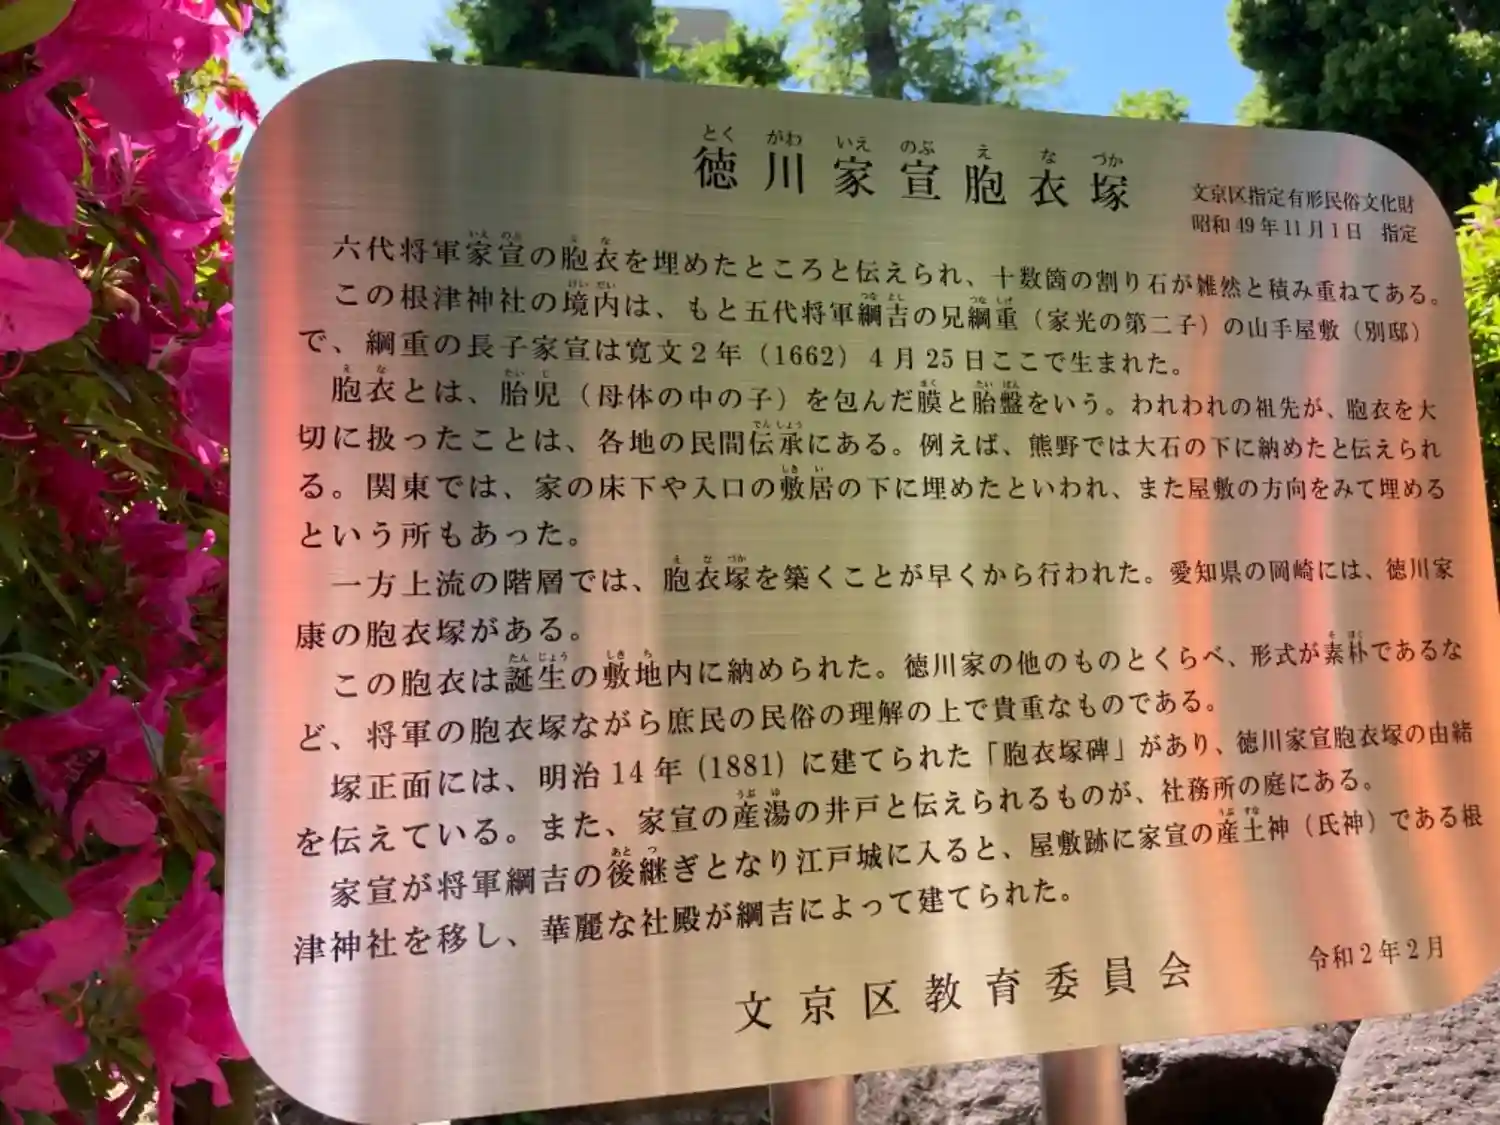 徳川家宣胞衣塚
文京区指定有形民俗文化財
昭和49年11月1日 指定
六代将軍家宣の胞衣を埋めたところと伝えられ、十数箇の割り石が雑然と積み重ねてある。
この根津神社の境内は、もと五代将軍綱吉の兄綱重（家光の第二子）の山手屋敷（別邸）
で、綱重の長子家宣は寛文2年（1662）4月25日ここで生まれた。
胞衣とは、胎児（母体の中の子）を包んだ膜と胎盤をいう。われわれの祖先が、胞衣を大
切に扱ったことは、各地の民間伝承にある。例えば、熊野では大石の下に納めたと伝えられ
る。関東では、家の床下や入口の敷居の下に埋めたといわれ、また屋敷の方向をみて埋める
という所もあった。
一方上流の階層では、胞衣塚を築くことが早くから行われた。愛知県の岡崎には、徳川家
康の胞衣塚がある。
この胞衣は誕生の敷地内に納められた。徳川家の他のものとくらべ、形式が素朴であるな
ど、将軍の胞衣塚ながら庶民の民俗の理解の上で貴重なものである。
塚正面には、明治14年（1881）に建てられた「胞衣塚碑」があり、徳川家宣胞衣塚の由緒
を伝えている。また、家宣の産湯の井戸と伝えられるものが、社務所の庭にある。
家宣が将軍綱吉の後継ぎとなり江戸城に入ると、屋敷跡に家宣の産土神（氏神）である根
津神社を移し、華麗な社殿が綱吉によって建てられた。
令和2年2月
文京区教育委員会